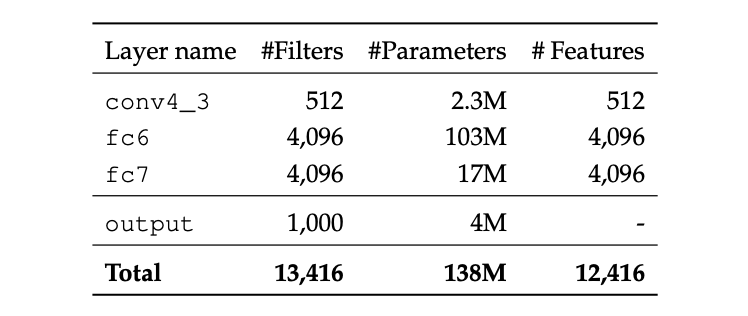 Layer name #Filters #Parameters # Features
conv4_3 512 2.3M 512
fc6 4,096 103M 4,096
fc7 4,096 17M 4,096
output 1,000 4M -
Total 13,416 138M 12,416